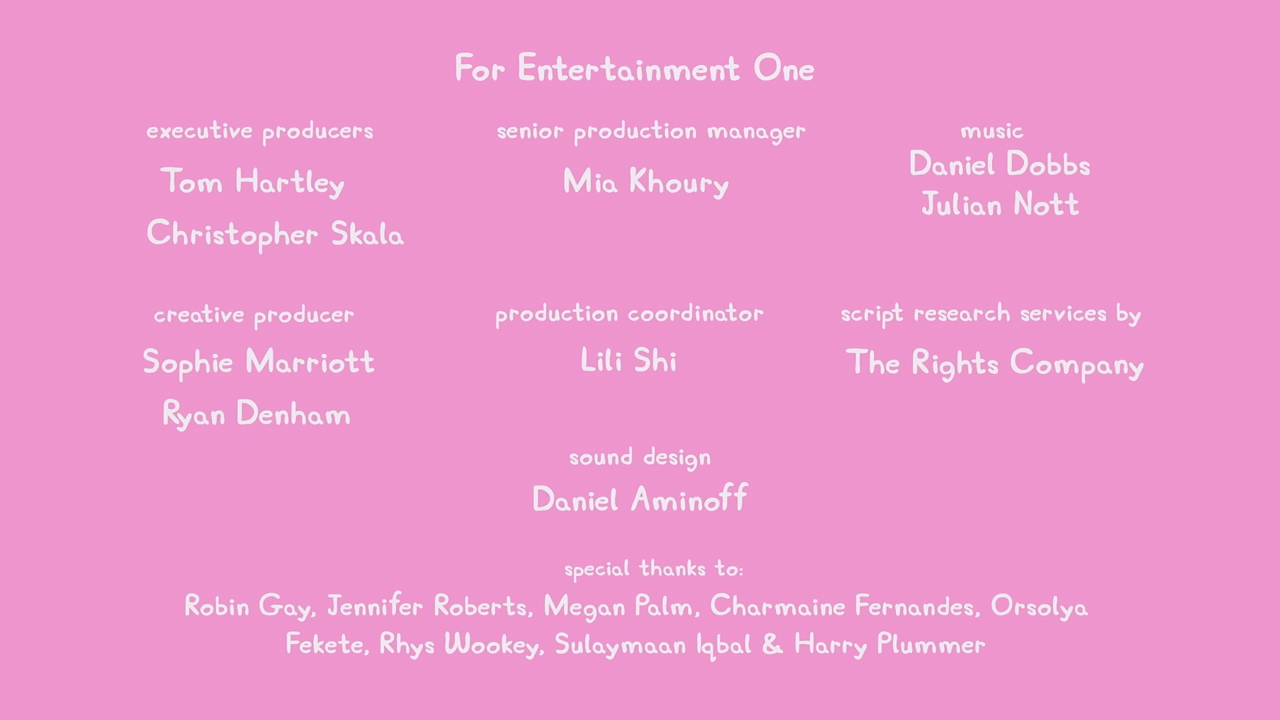 For Entertainment One
executive producers
Tom Hartley
Christopher Skala
senior production manager
Mia Khoury
music
Daniel Dobbs
Julian Nott
creative producer
Sophie Marriott
Ryan Denham
production coordinator
Lili Shi
script research services by
The Rights Company
sound design
Daniel Aminoff
special thanks to:
Robin Gay, Jennifer Roberts, Megan Palm, Charmaine Fernandes, Orsolya
Fekete, Rhys Wookey, Sulaymaan Iqbal & Harry Plummer